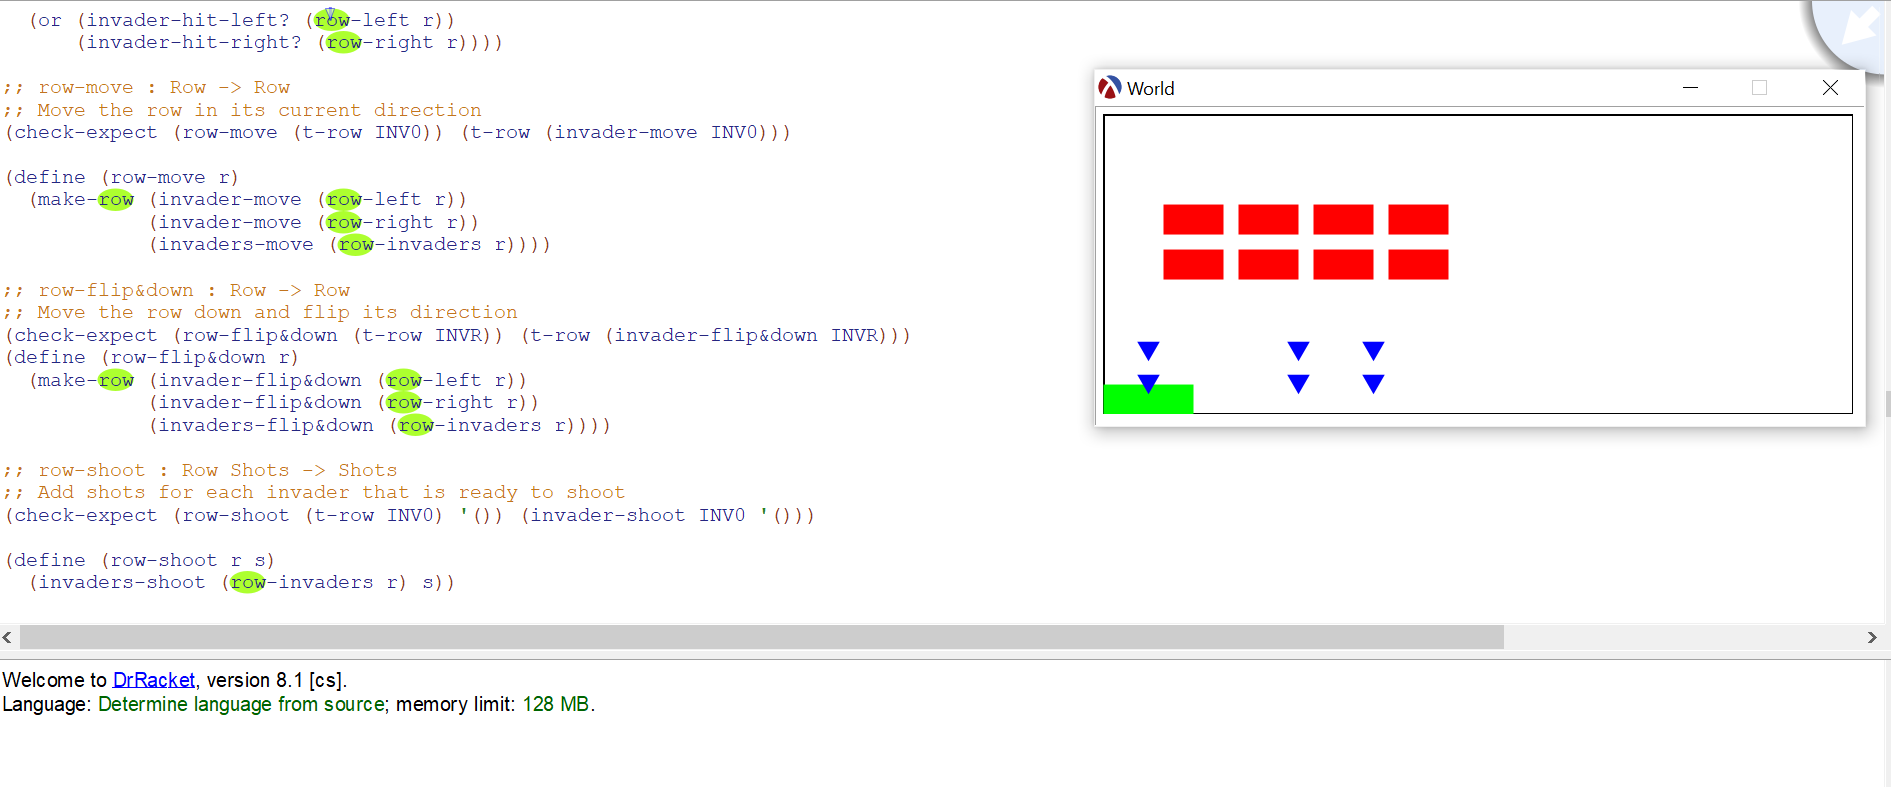 (or (invader-hit-left? (row-left r))
(invader-hit-right? (row-right r))))
;; row-move : Row -> Row
;; Move the row in its current direction
(check-expect (row-move (t-row INV0)) (t-row (invader-move INV0)))
(define (row-move r)
(make-row (invader-move (row-left r))
(invader-move (row-right r))
(invaders-move (row-invaders r))))
;; row-flip&down : Row -> Row
;; Move the row down and flip its direction
(check-expect (row-flip&down (t-row INVR)) (t-row (invader-flip&down INVR)))
(define (row-flip&down r)
(make-row (invader-flip&down (row-left r))
(invader-flip&down (row-right r))
(invaders-flip&down (row-invaders r))))
;; row-shoot : Row Shots -> Shots
;; Add shots for each invader that is ready to shoot
(check-expect (row-shoot (t-row INV0) '()) (invader-shoot INV0 '()))
(define (row-shoot r s)
(invaders-shoot (row-invaders r) s))
World
Welcome to DrRacket, version 8.1 [cs].
Language: Determine language from source; memory limit: 128 MB.